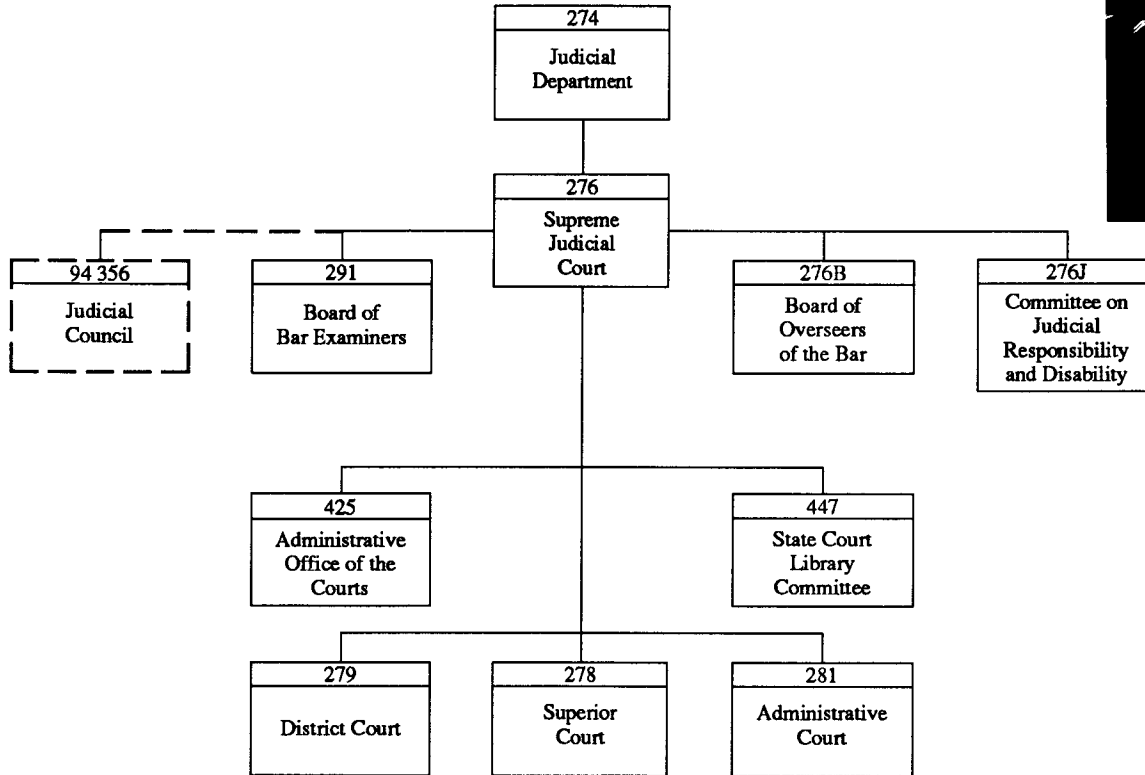 274
Judicial
Department
276
Supreme
Judicial
Court
94 356
Judicial
Council
291
Board of
Bar Examiners
276B
Board of
Overseers
of the Bar
276J
Committee on
Judicial
Responsibility
and Disability
425
Administrative
Office of the
Courts
447
State Court
Library
Committee
279
District Court
278
Superior
Court
281
Administrative
Court